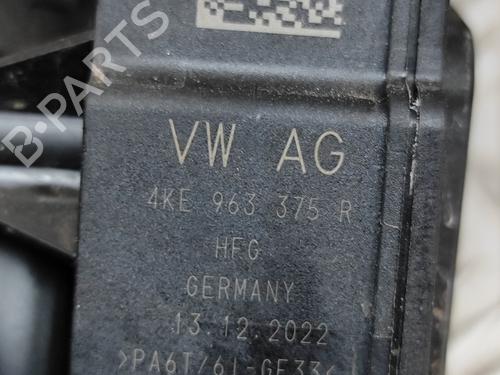 VW AG
4KE 963 375 R
HFG
GERMANY
13.12.2022
>PA6T/6I-GF33<
B-PARTS